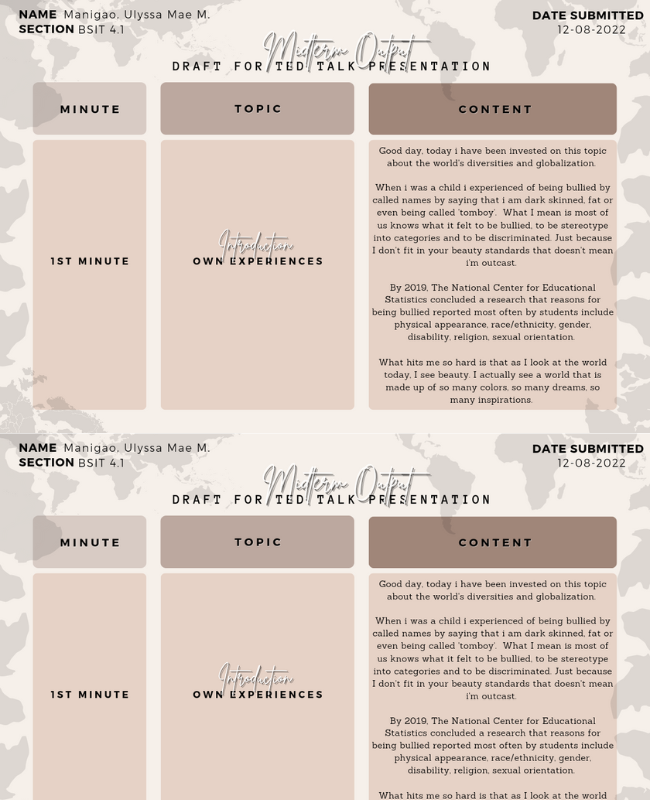 NAME Manigao. Ulyssa Mae M.
SECTION BSIT 4.1
DATE SUBMITTED
12-08-2022
Midterm Output
DRAFT FOR TED TALK PRESENTATION
MINUTE
TOPIC
CONTENT
1ST MINUTE
Introduction
OWN EXPERIENCES
Good day, today i have been invested on this topic
about the world's diversities and globalization.
When i was a child i experienced of being bullied by
called names by saying that i am dark skinned, fat or
even being called 'tomboy'. What I mean is most of
us knows what it felt to be bullied, to be stereotype
into categories and to be discriminated. Just because
I don't fit in your beauty standards that doesn't mean
i'm outcast.
By 2019, The National Center for Educational
Statistics concluded a research that reasons for
being bullied reported most often by students include
physical appearance, race/ethnicity, gender,
disability, religion, sexual orientation.
What hits me so hard is that as I look at the world
today, I see beauty. I actually see a world that is
made up of so many colors, so many dreams, so
many inspirations.
NAME Manigao. Ulyssa Mae M.
SECTION BSIT 4.1
DATE SUBMITTED
12-08-2022
Midterm Output
DRAFT FOR TED TALK PRESENTATION
MINUTE
TOPIC
CONTENT
1ST MINUTE
Introduction
OWN EXPERIENCES
Good day, today i have been invested on this topic
about the world's diversities and globalization.
When i was a child i experienced of being bullied by
called names by saying that i am dark skinned, fat or
even being called 'tomboy'. What I mean is most of
us knows what it felt to be bullied, to be stereotype
into categories and to be discriminated. Just because
I don't fit in your beauty standards that doesn't mean
i'm outcast.
By 2019, The National Center for Educational
Statistics concluded a research that reasons for
being bullied reported most often by students include
physical appearance, race/ethnicity, gender,
disability, religion, sexual orientation.
What hits me so hard is that as I look at the world